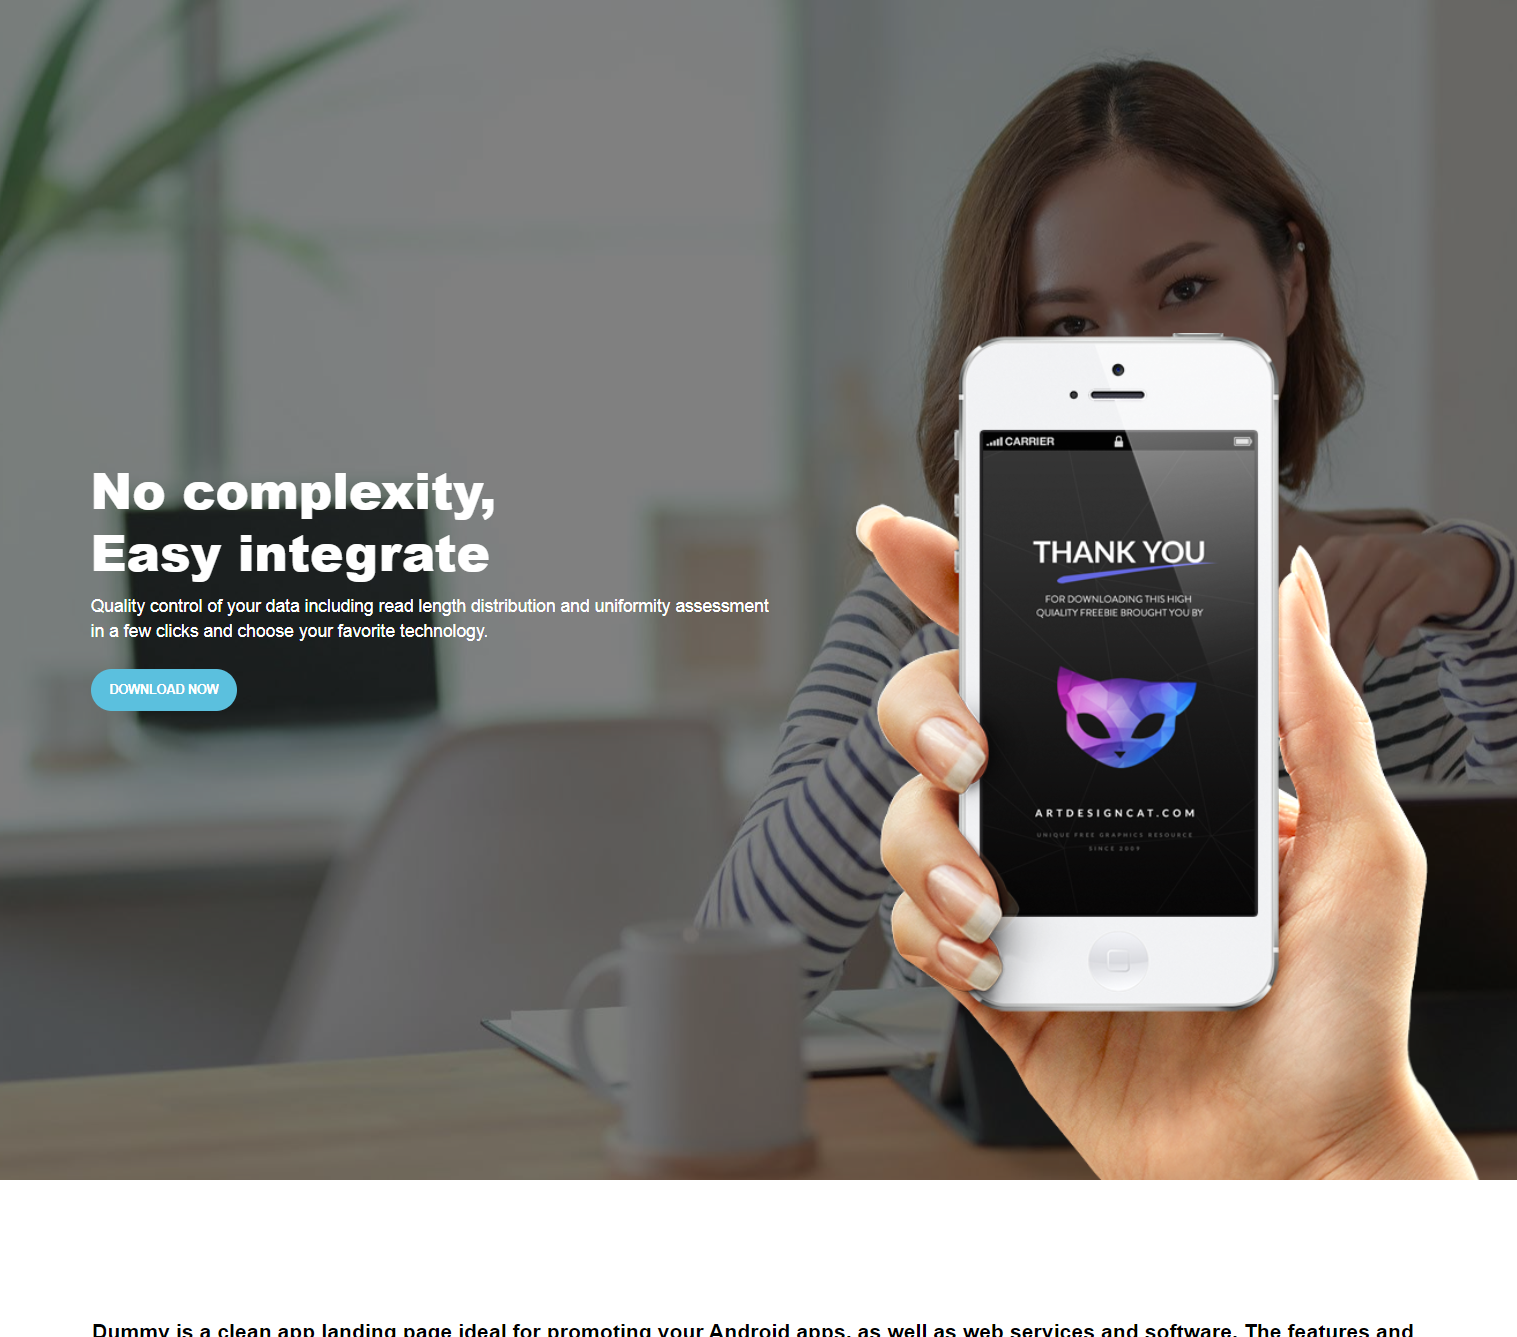 No complexity,
Easy integrate
Quality control of your data including read length distribution and uniformity assessment
in a few clicks and choose your favorite technology.
DOWNLOAD NOW
CARRIER
THANK YOU
FOR DOWNLOADING THIS HIGH
QUIALITY FREEBIE BROUGHT YOU BY
ARTDESIGNCAT.COM
UNIQUE FREE GRAPHICS RESOURCE
SINCE 2009
Dummy is a clean app landing page ideal for promoting your Android apps, as well as web services and software. The features and